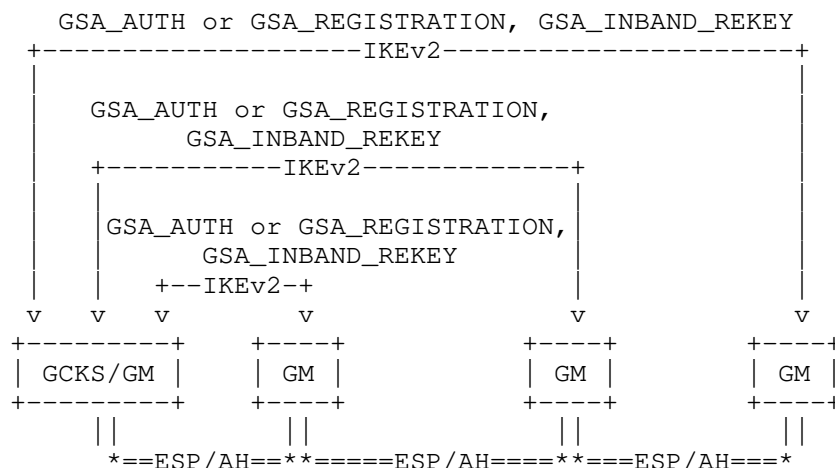 GSA_AUTH or GSA_REGISTRATION, GSA_INBAND_REKEY
IKEv2
GSA_AUTH or GSA_REGISTRATION,
GSA_INBAND_REKEY
IKEv2
GSA_AUTH or GSA_REGISTRATION,
GSA_INBAND_REKEY
IKEv2
v v v v v v
GCKS/GM GM GM GM
*==ESP/AH==**=====ESP/AH====**===ESP/AH===*